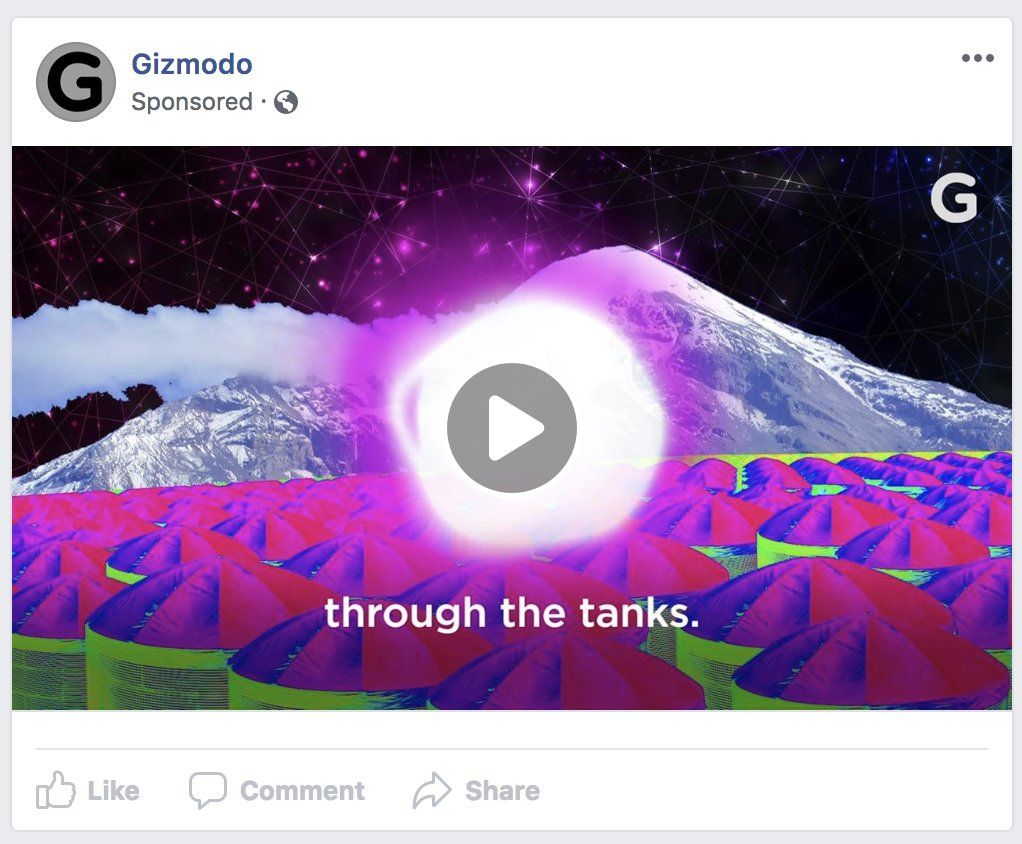 G
Gizmodo
Sponsored ·
G
through the tanks.
Like
Comment
Share